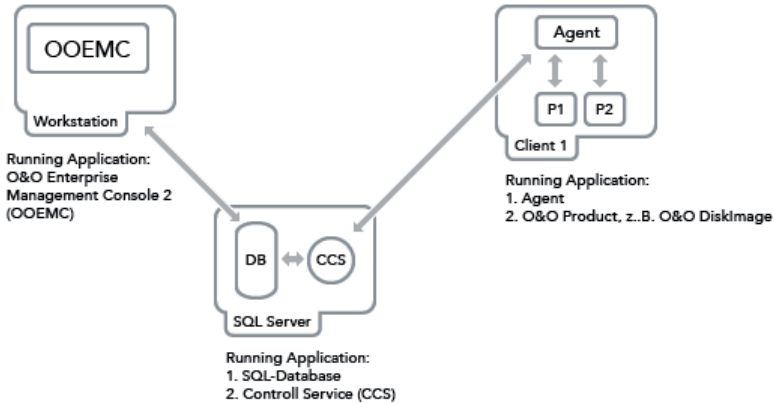 OOEMC
Workstation
Running Application:
O&O Enterprise
Management Console 2
(OOEMC)
Agent
P1 P2
Client 1
Running Application:
1. Agent
2. O&O Product, z..B. O&O DiskImage
DB CCS
SQL Server
Running Application:
1. SQL-Database
2. Controll Service (CCS)